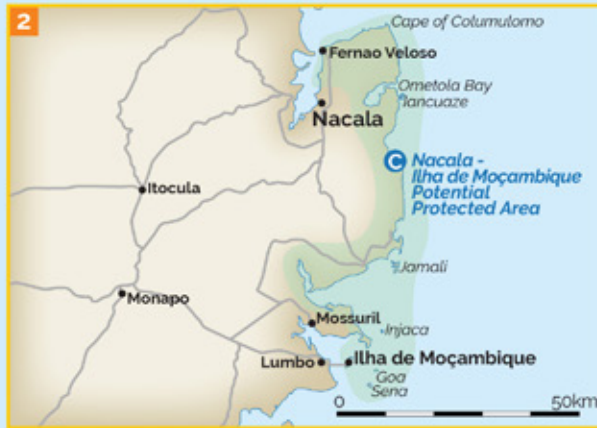 2
Cape of Columulomo
Fernao Veloso
Ometola Bay
Iancuaze
Nacala
C
Nacala -
Ilha de Moçambique
Potential
Protected Area
Itocula
Jamali
Monapo
Mossuril
Injaca
Lumbo
Ilha de Moçambique
Goa
Sena
0
50km